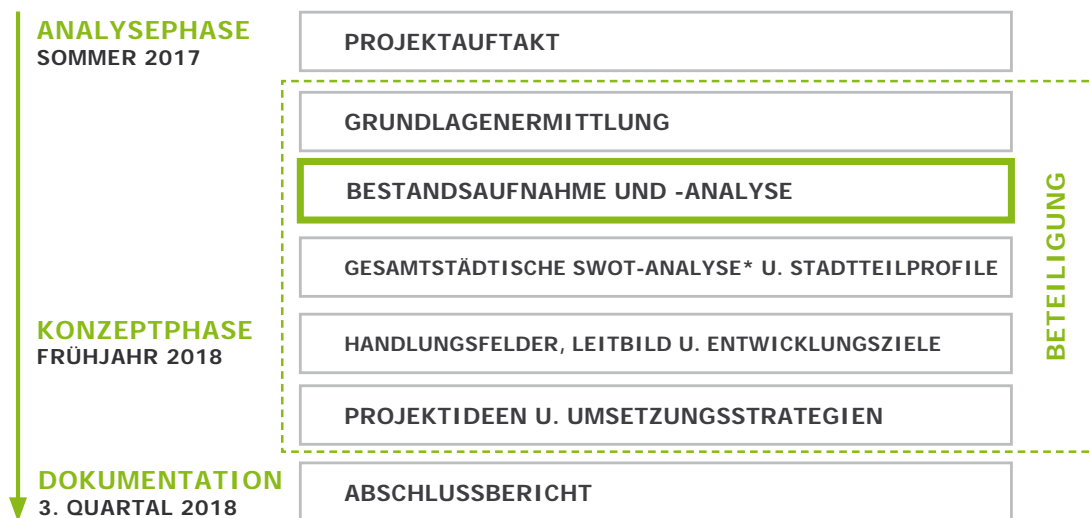 ANALYSEPHASE
SOMMER 2017
PROJEKTAUFTAKT
GRUNDLAGENERMITTLUNG
BESTANDSAUFNAHME UND -ANALYSE
GESAMTSTÄDTISCHE SWOT-ANALYSE* U. STADTTEILPROFILE
KONZEPTPHASE
FRÜHJAHR 2018
HANDLUNGSFELDER, LEITBILD U. ENTWICKLUNGSZIELE
PROJEKTIDEEN U. UMSETZUNGSSTRATEGIEN
BETEILIGUNG
DOKUMENTATION
3. QUARTAL 2018
ABSCHLUSSBERICHT